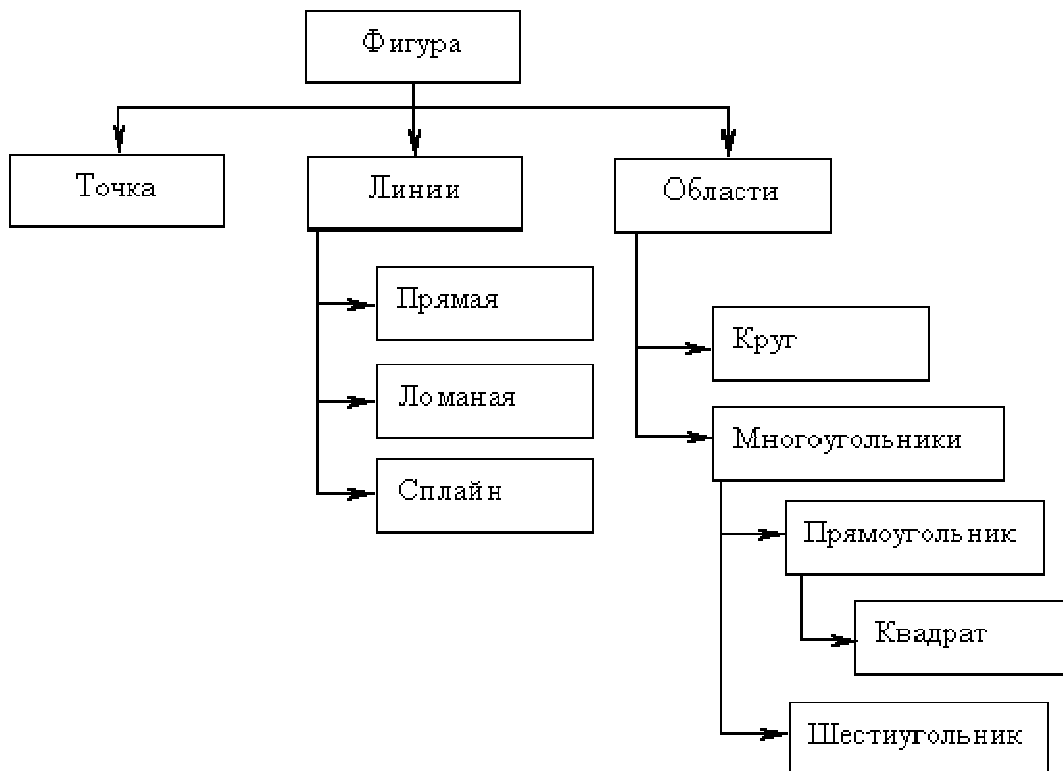 Фигура
Точка
Линии
Области
Прямая
Ломаная
Сплайн
Круг
Многоугольники
Прямоугольник
Квадрат
Шестиугольник